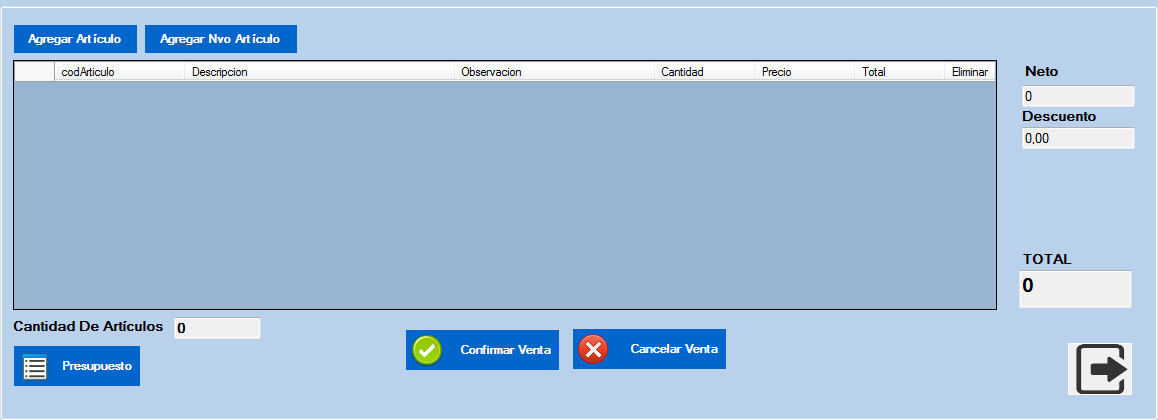 Agregar Artículo Agregar Nvo Artículo
codArticulo Descripcion Observacion Cantidad Precio Total Eliminar
Neto
0
Descuento
0,00
TOTAL
0
Cantidad De Artículos 0
Confirmar Venta Cancelar Venta
Presupuesto